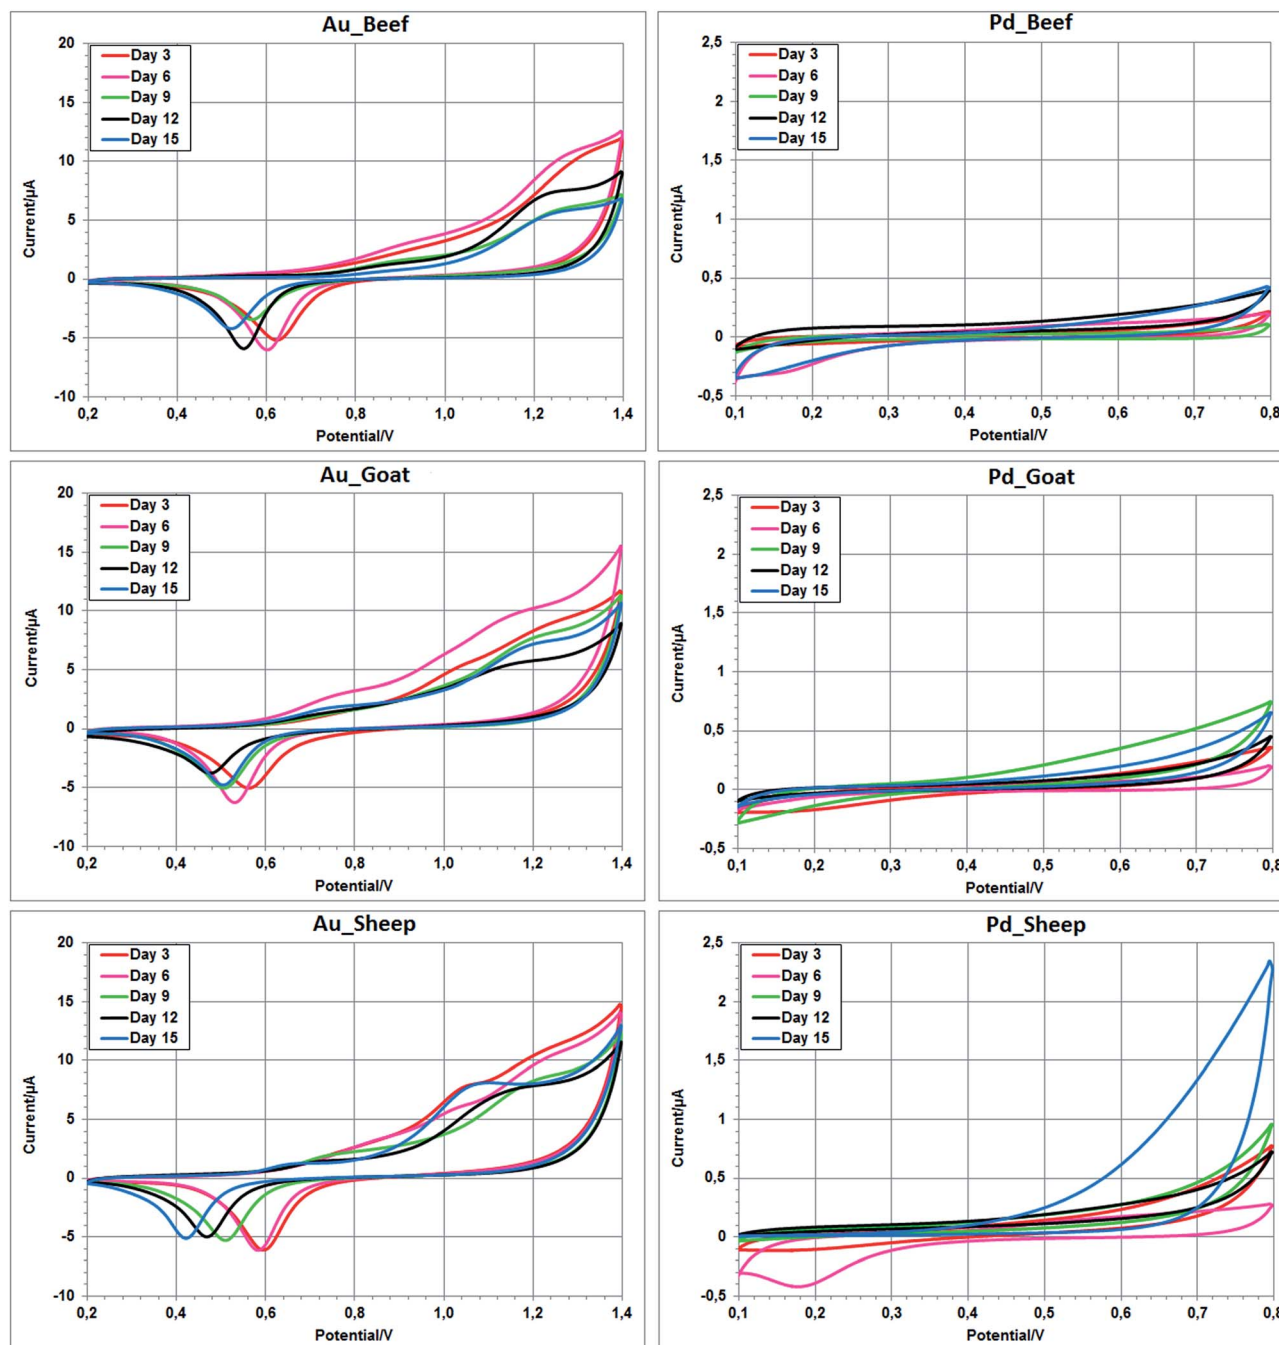 Au_Beef
20
15
10
5
0
-5
-10
Current/µA
Day 3
Day 6
Day 9
Day 12
Day 15
0,2 0,4 0,6 0,8 1,0 1,2 1,4
Potential/V
Pd_Beef
2,5
2
1,5
1
0,5
0
-0,5
Current/µA
Day 3
Day 6
Day 9
Day 12
Day 15
0,1 0,2 0,3 0,4 0,5 0,6 0,7 0,8
Potential/V
Au_Goat
20
15
10
5
0
-5
-10
Current/µA
Day 3
Day 6
Day 9
Day 12
Day 15
0,2 0,4 0,6 0,8 1,0 1,2 1,4
Potential/V
Pd_Goat
2,5
2
1,5
1
0,5
0
-0,5
Current/µA
Day 3
Day 6
Day 9
Day 12
Day 15
0,1 0,2 0,3 0,4 0,5 0,6 0,7 0,8
Potential/V
Au_Sheep
20
15
10
5
0
-5
-10
Current/µA
Day 3
Day 6
Day 9
Day 12
Day 15
0,2 0,4 0,6 0,8 1,0 1,2 1,4
Potential/V
Pd_Sheep
2,5
2
1,5
1
0,5
0
-0,5
Current/µA
Day 3
Day 6
Day 9
Day 12
Day 15
0,1 0,2 0,3 0,4 0,5 0,6 0,7 0,8
Potential/V